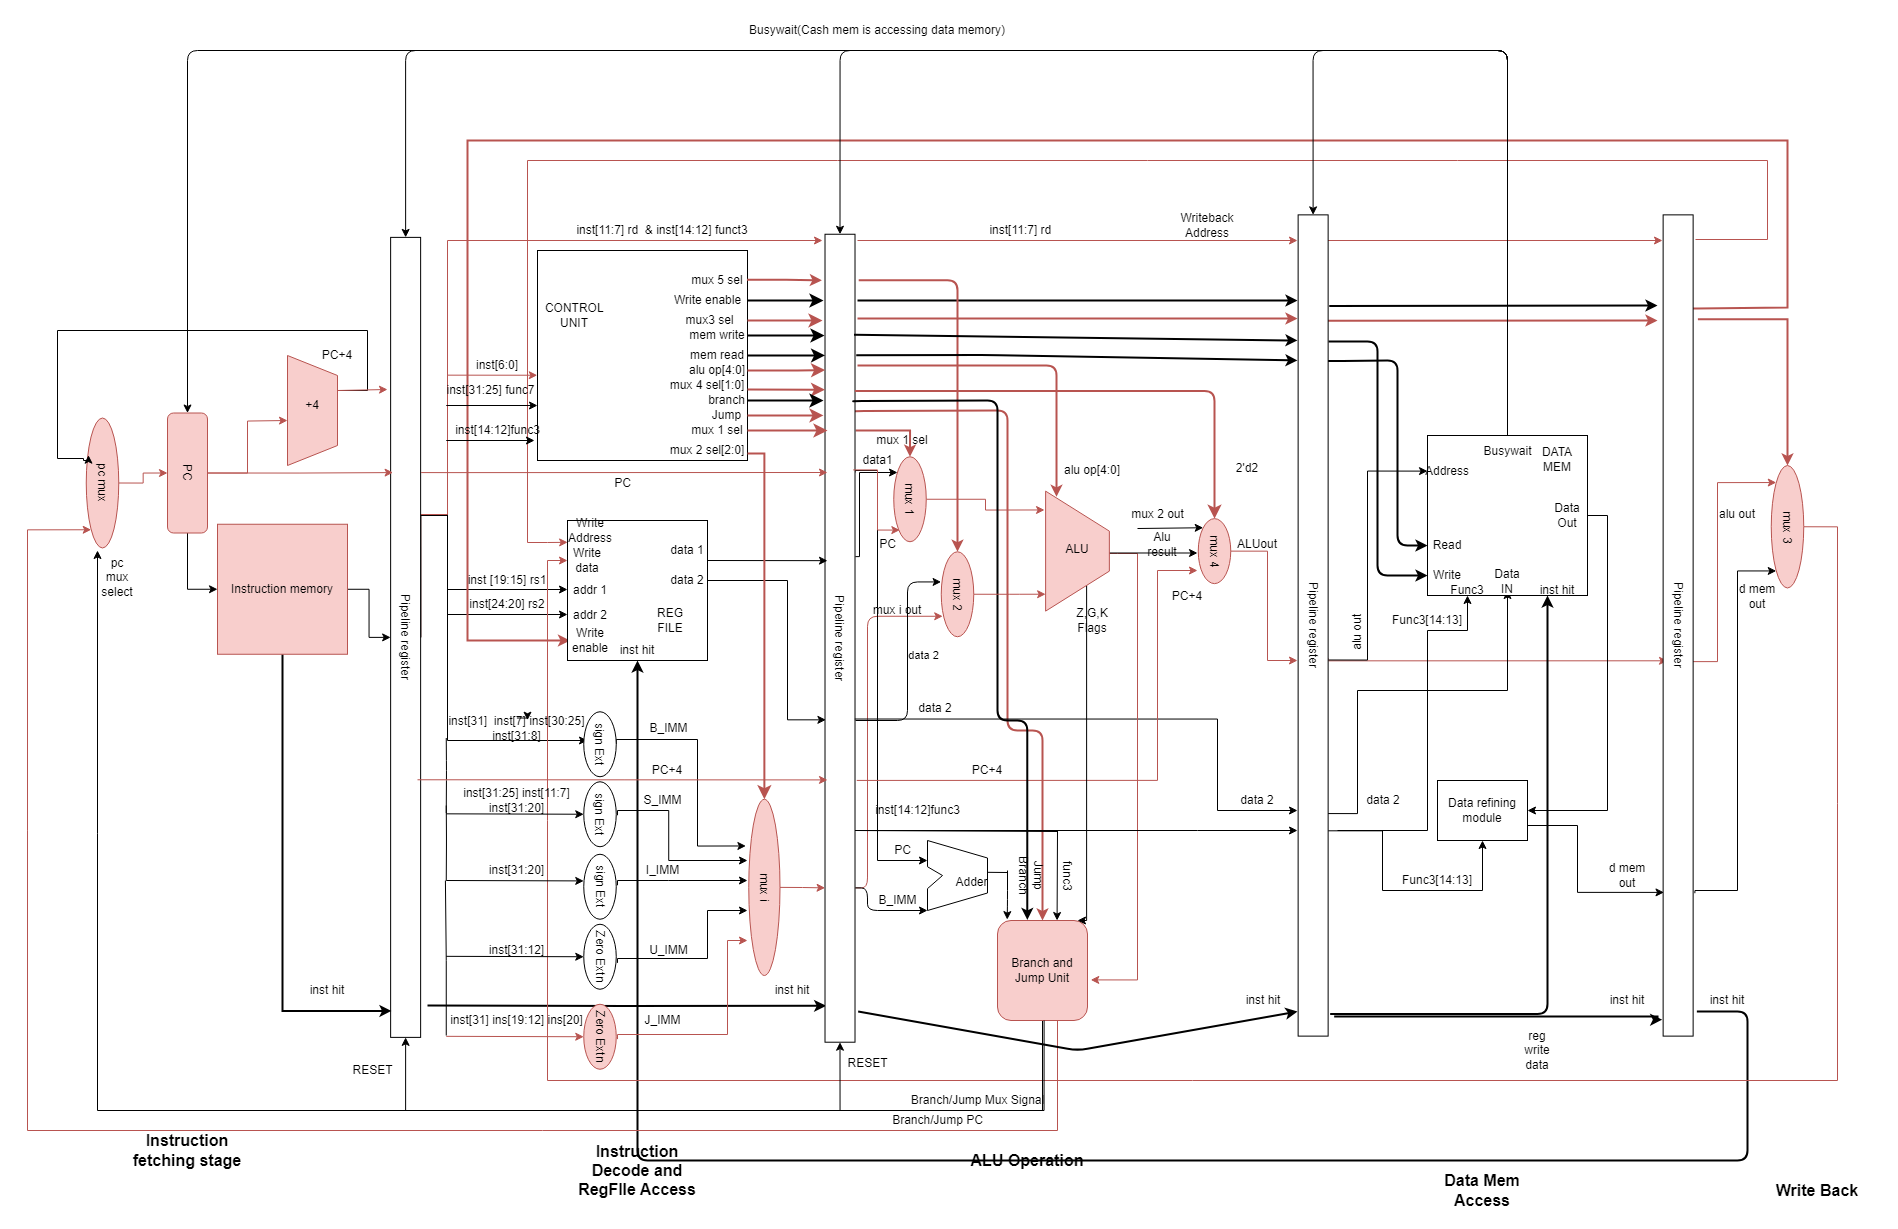 Busywait(Cash mem is accessing data memory)
inst[11:7] rd  & inst[14:12] funct3
inst[11:7] rd
Writeback
Address
CONTROL
UNIT
mux 5 sel
Write enable
mux3 sel
mem write
mem read
alu op[4:0]
mux 4 sel[1:0]
branch
Jump
mux 1 sel
mux 2 sel[2:0]
inst[6:0]
inst[31:25] func7
inst[14:12]func3
PC+4
+4
pc mux
PC
pc
mux
select
Instruction memory
Pipeline register
PC
Write
Address
Write
data
addr 1
addr 2
Write
enable
data 1
data 2
REG
FILE
inst hit
inst [19:15] rs1
inst[24:20] rs2
inst[31]  inst[7] inst[30:25]
inst[31:8]
sign Ext
B_IMM
PC+4
inst[31:25] inst[11:7]
inst[31:20]
sign Ext
S_IMM
inst[31:20]
sign Ext
I_IMM
inst[31:12]
Zero Extn
U_IMM
inst[31] ins[19:12] ins[20]
Zero Extn
J_IMM
mux i
inst hit
inst hit
RESET
Pipeline register
RESET
mux 1 sel
data1
mux 1
PC
mux i out
mux 2
data 2
data 2
alu op[4:0]
ALU
Z,G,K
Flags
mux 2 out
Alu
result
2'd2
mux 4
ALUout
PC+4
PC+4
inst[14:12]func3
PC
Adder
B_IMM
Branch
Jump
func3
Branch and
Jump Unit
data 2
inst hit
Pipeline register
alu out
Busywait
DATA
MEM
Address
Data
Out
Read
Write
Data
IN
Func3
inst hit
Func3[14:13]
data 2
Data refining
module
Func3[14:13]
d mem
out
inst hit
Pipeline register
alu out
mux 3
d mem
out
inst hit
reg
write
data
Branch/Jump Mux Signal
Branch/Jump PC
Instruction
fetching stage
Instruction
Decode and
RegFIle Access
ALU Operation
Data Mem
Access
Write Back